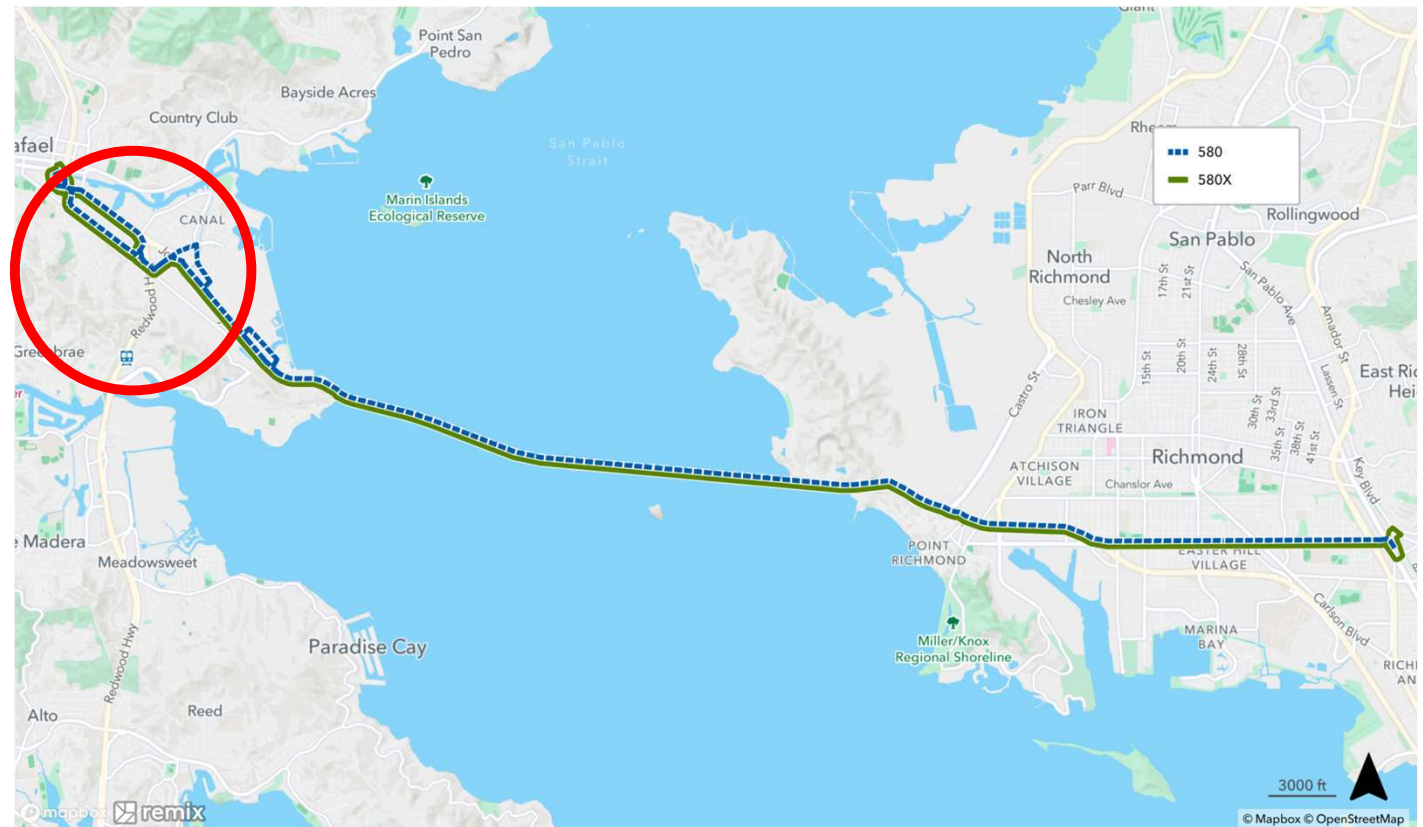 Giant
Point San
Pedro
Bayside Acres
Country Club
afael
San Pablo
Strait
Rheem
580
580X
Marin Islands
Ecological Reserve
Parr Blvd
Rollingwood
CANAL
San Pablo
North
Richmond
17th St
21st St
San Pablo Ave
Chesley Ave
Amador St
Redwood H
Greenbrae
15th St
20th St
24th St
28th St
Lassen St
East Ric
Hei
er
Castro St
30th St
33rd St
IRON
TRIANGLE
35th St
38th St
41st St
Richmond
ATCHISON
VILLAGE
Chanslor Ave
Key Blvd
e Madera
Meadowsweet
POINT
RICHMOND
EASTER HILL
VILLAGE
Carlson Blvd
Miller/Knox
Regional Shoreline
MARINA
BAY
Paradise Cay
Redwood Hwy
RICH
AN
Alto
Reed
3000 ft
mapbox
remix
© Mapbox © OpenStreetMap